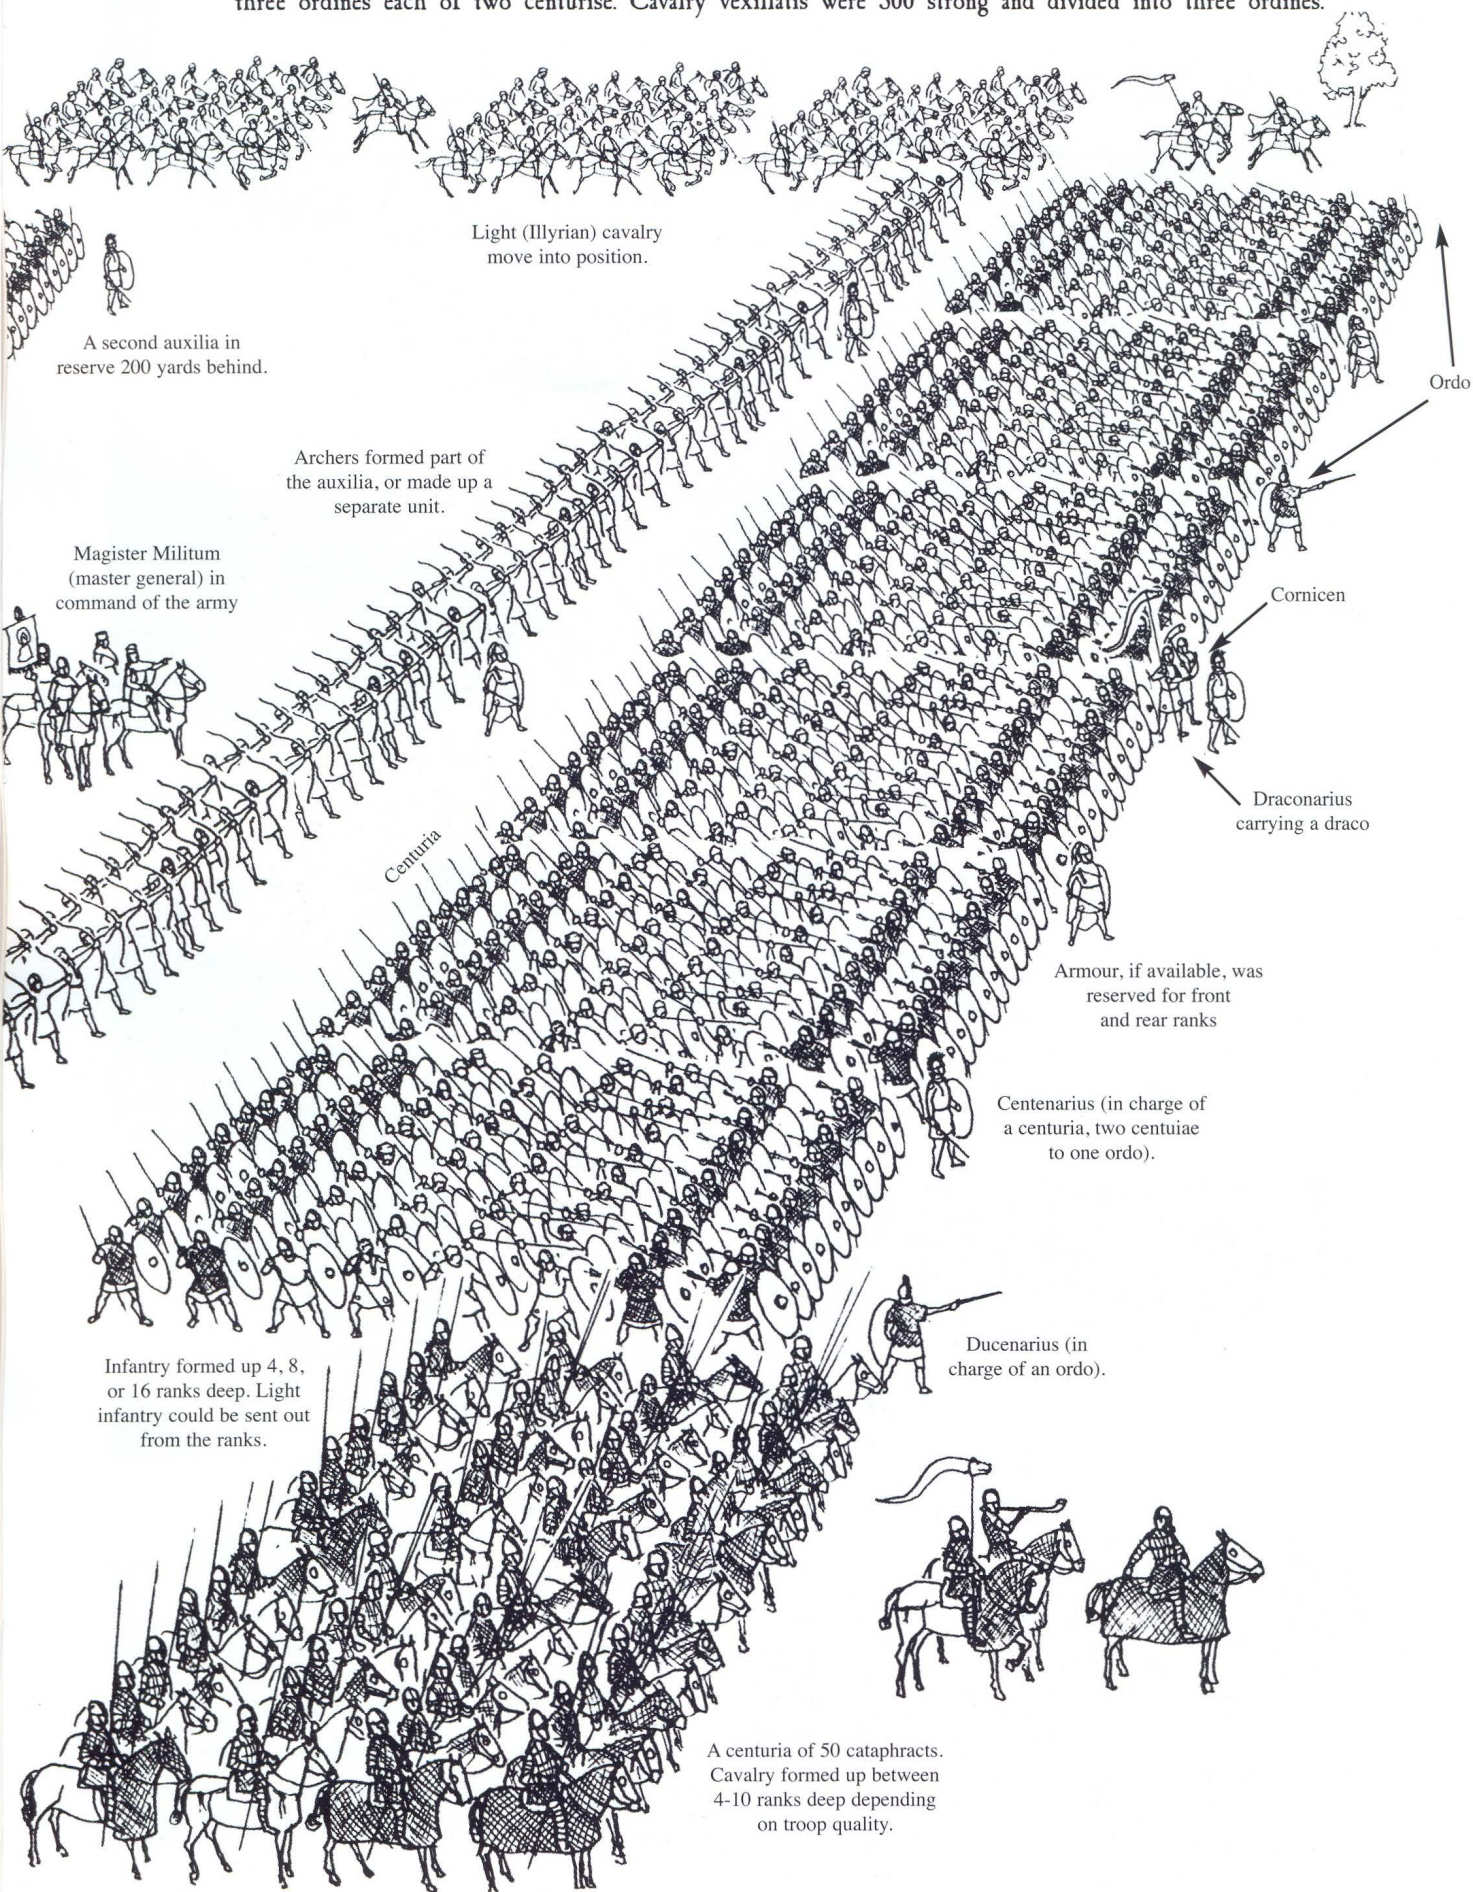 three ordines each of two centurise. Cavalry vexillatis were 300 strong and divided into three ordines.
Light (Illyrian) cavalry
move into position.
A second auxilia in
reserve 200 yards behind.
Ordo
Archers formed part of
the auxilia, or made up a
separate unit.
Magister Militum
(master general) in
command of the army
Cornicen
Draconarius
carrying a draco
Centuria
Armour, if available, was
reserved for front
and rear ranks
Centenarius (in charge of
a centuria, two centuiae
to one ordo).
Ducenarius (in
charge of an ordo).
Infantry formed up 4, 8,
or 16 ranks deep. Light
infantry could be sent out
from the ranks.
A centuria of 50 cataphracts.
Cavalry formed up between
4-10 ranks deep depending
on troop quality.